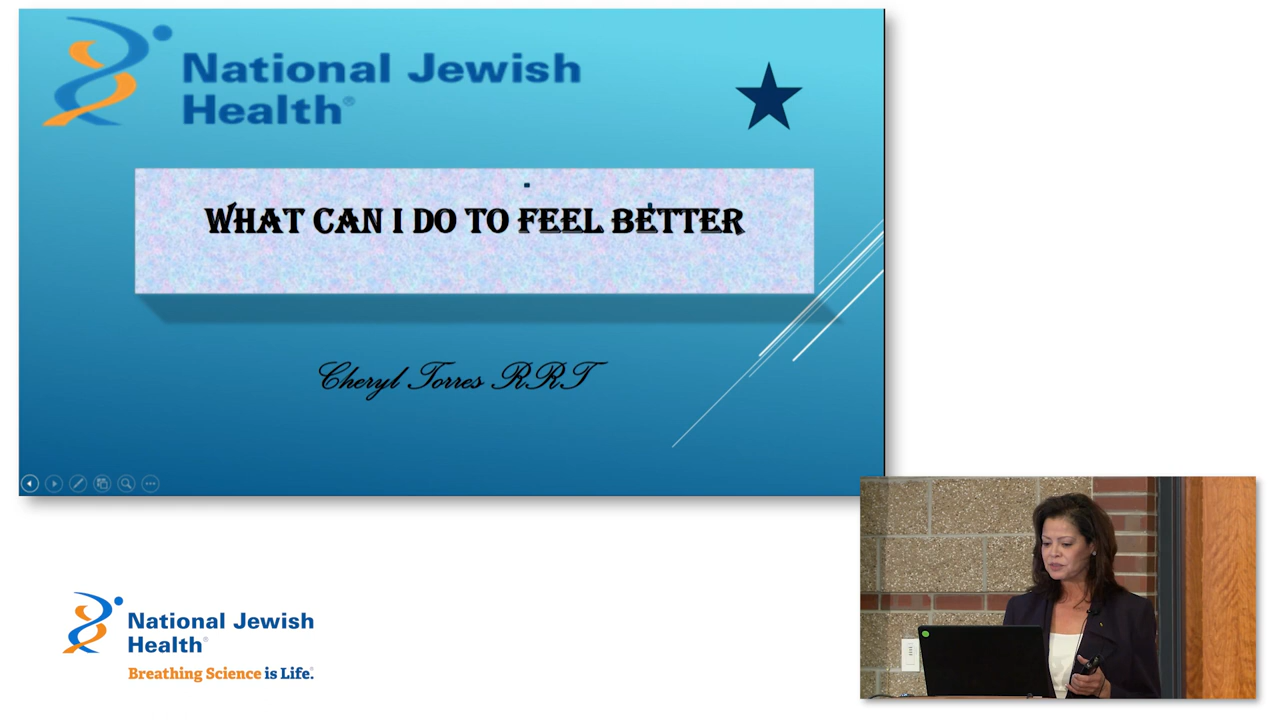 National Jewish
Health®
WHAT CAN I DO TO FEEL BETTER
Cheryl Torres RRT
National Jewish
Health®
Breathing Science is Life.®